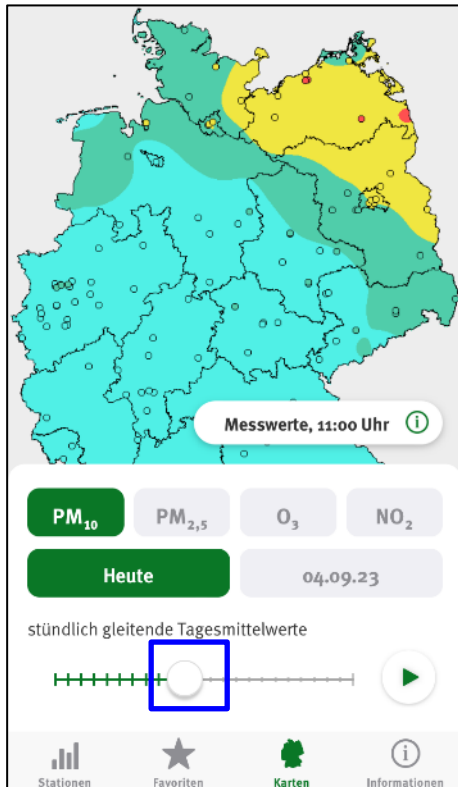 Messwerte, 11:00 Uhr i
PM10 PM2,5 O3 NO2
Heute 04.09.23
stündlich gleitende Tagesmittelwerte
Stationen Favoriten Karten Informationen